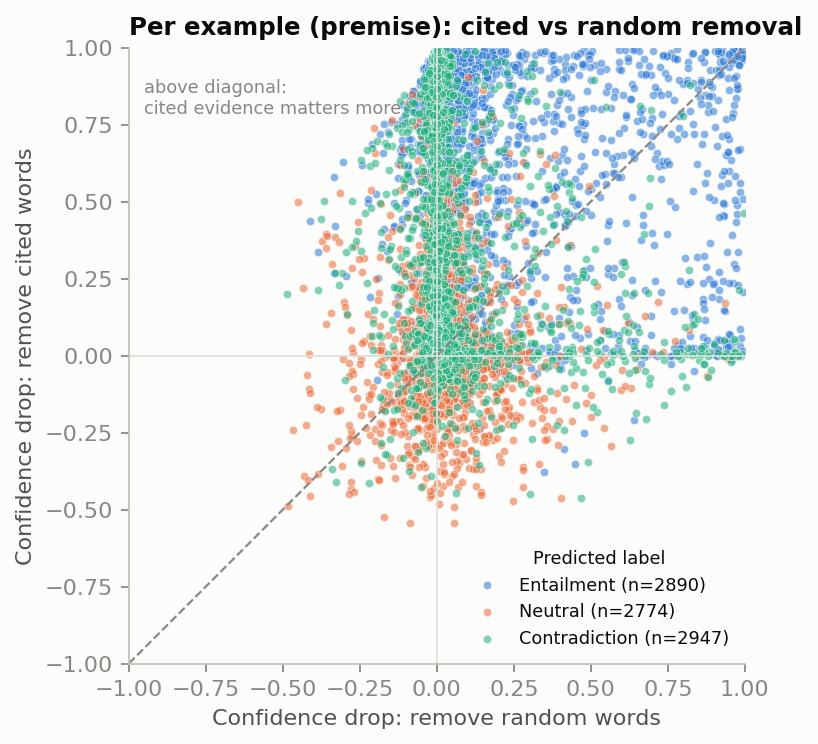 Per example (premise): cited vs random removal
1.00
above diagonal:
cited evidence matters more
0.75
0.50
0.25
0.00
−0.25
−0.50
−0.75
−1.00
Confidence drop: remove cited words
Predicted label
Entailment (n=2890)
Neutral (n=2774)
Contradiction (n=2947)
−1.00 −0.75 −0.50 −0.25 0.00 0.25 0.50 0.75 1.00
Confidence drop: remove random words